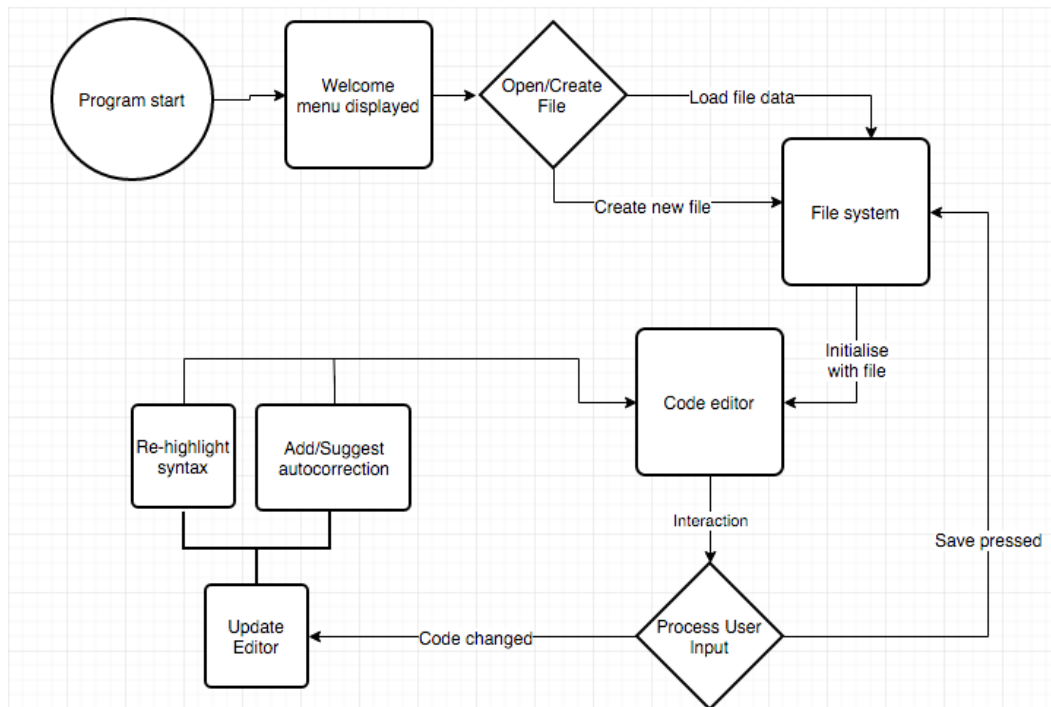 Program start
Welcome
menu displayed
Open/Create
File
Load file data
Create new file
File system
Initialise
with file
Code editor
Re-highlight
syntax
Add/Suggest
autocorrection
Interaction
Save pressed
Process User
Input
Code changed
Update
Editor